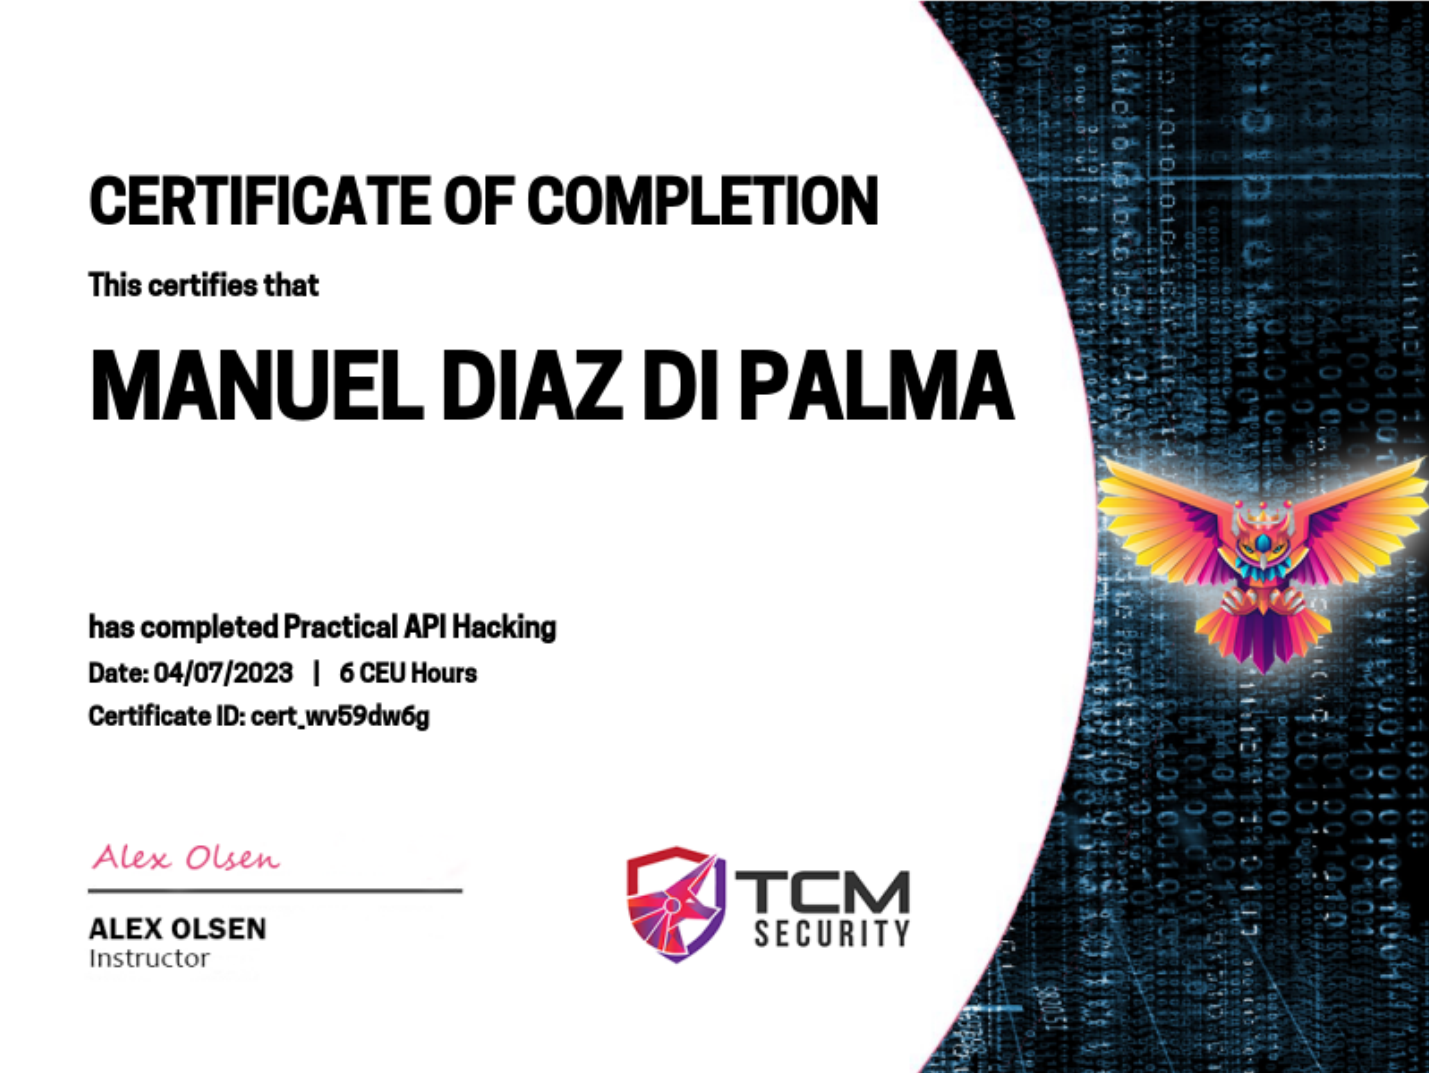 CERTIFICATE OF COMPLETION
This certifies that
MANUEL DIAZ DI PALMA
has completed Practical API Hacking
Date: 04/07/2023 | 6 CEU Hours
Certificate ID: cert_wv59dw6g
Alex Olsen
ALEX OLSEN
Instructor
TCM
SECURITY